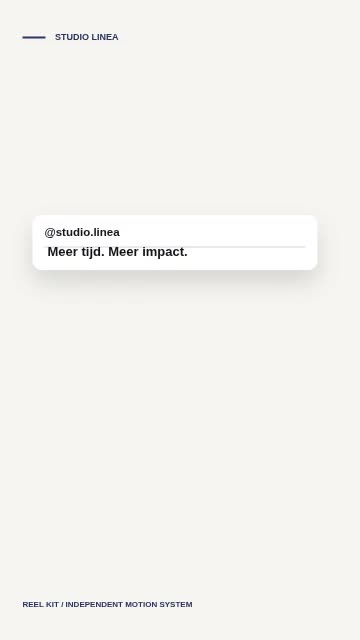 STUDIO LINEA
@studio.linea
Meer tijd. Meer impact.
REEL KIT / INDEPENDENT MOTION SYSTEM